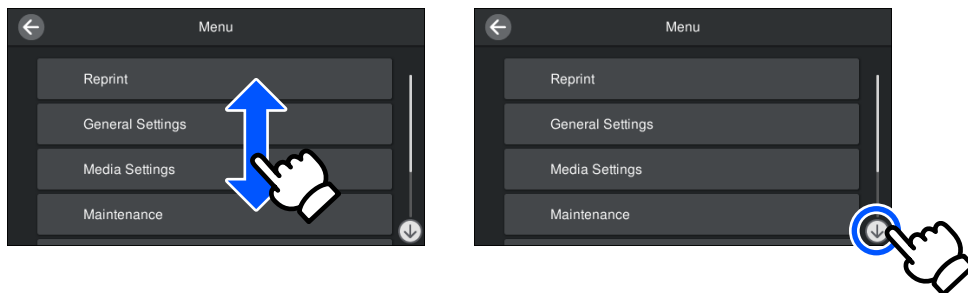 Menu
Reprint
General Settings
Media Settings
Maintenance
Menu
Reprint
General Settings
Media Settings
Maintenance